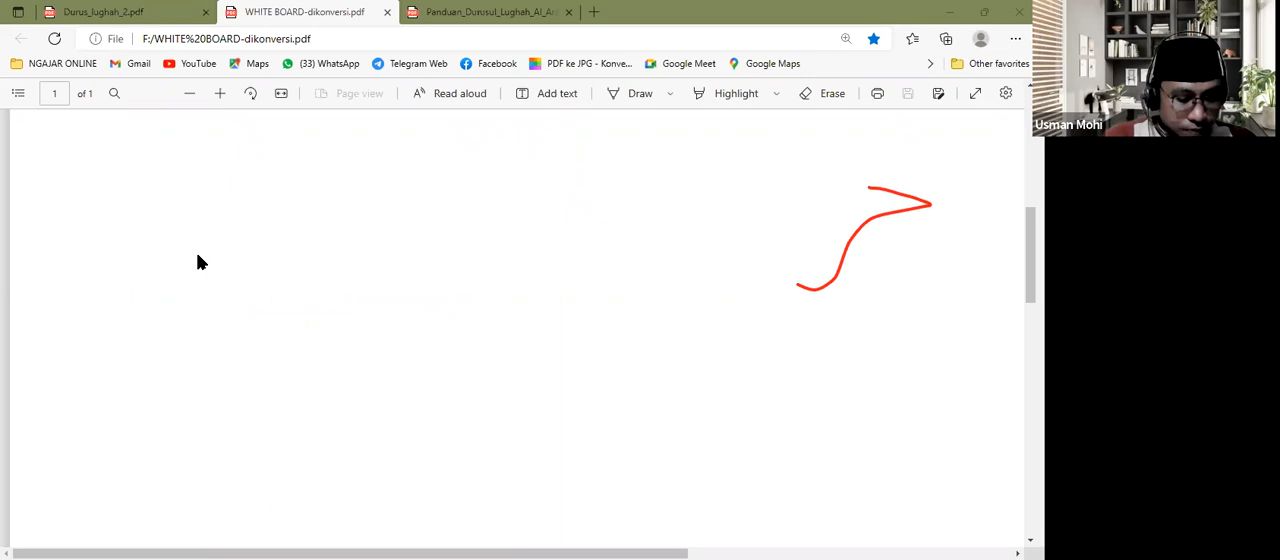 Durus_lughah_2.pdf
WHITE BOARD-dikonversi.pdf
Panduan_Durusul_Lughah_Al_Ara
File
F:/WHITE%20BOARD-dikonversi.pdf
NGAJAR ONLINE
Gmail
YouTube
Maps
(33) WhatsApp
Telegram Web
Facebook
PDF ke JPG - Konve...
Google Meet
Google Maps
Other favorites
1
of 1
Page view
Read aloud
Add text
Draw
Highlight
Erase
Usman Mohi